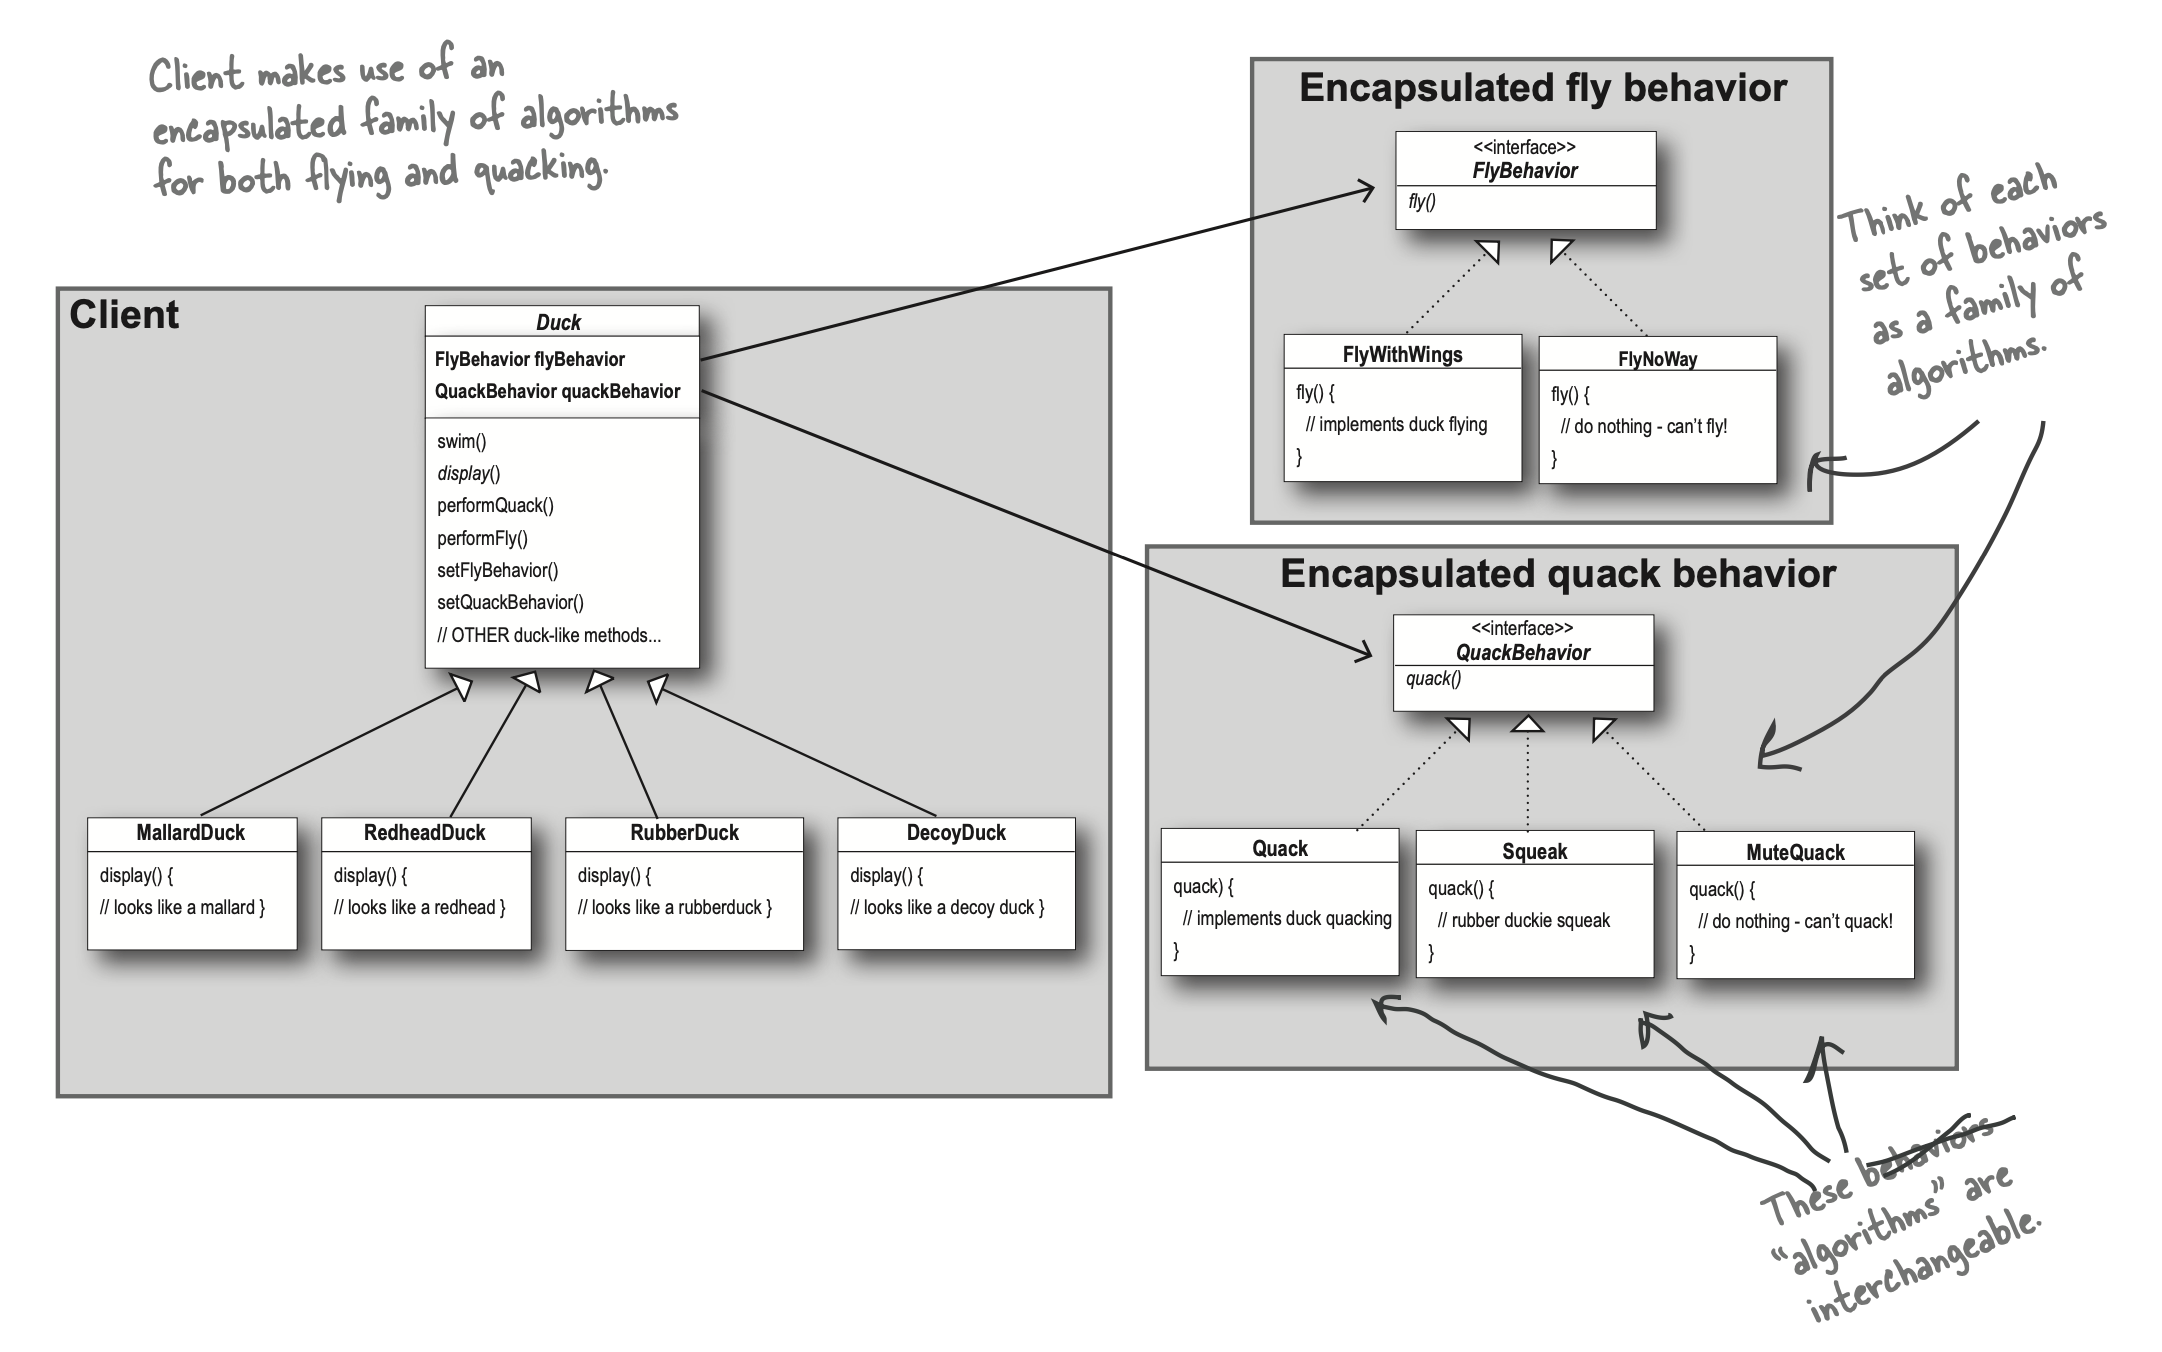 Client makes use of an
encapsulated family of algorithms
for both flying and quacking.
Client
Duck
FlyBehavior flyBehavior
QuackBehavior quackBehavior
swim()
display()
performQuack()
performFly()
setFlyBehavior()
setQuackBehavior()
// OTHER duck-like methods...
MallardDuck
display() {
// looks like a mallard }
RedheadDuck
display() {
// looks like a redhead }
RubberDuck
display() {
// looks like a rubberduck }
DecoyDuck
display() {
// looks like a decoy duck }
Encapsulated fly behavior
<<interface>>
FlyBehavior
fly()
FlyWithWings
fly() {
// implements duck flying
}
FlyNoWay
fly() {
// do nothing - can't fly!
}
Think of each
set of behaviors
as a family of
algorithms.
Encapsulated quack behavior
<<interface>>
QuackBehavior
quack()
Quack
quack) {
// implements duck quacking
}
Squeak
quack() {
// rubber duckie squeak
}
MuteQuack
quack() {
// do nothing - can't quack!
}
These behaviors
“algorithms” are
interchangeable.